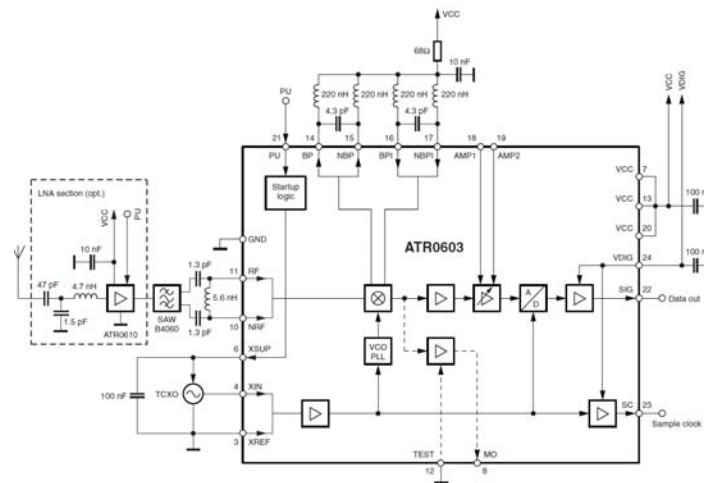 VCC
68Ω
10 nF
220 nH 220 nH 220 nH 220 nH
4.3 pF 4.3 pF
PU
21 14 15 16 17 18 19
PU BP NBP BPI NBPI AMP1 AMP2
VCC VDIG
VCC 7
VCC 13
VCC 20
100 n
VDIG 24
100 n
Startup logic
LNA section (opt.)
VCC PU
10 nF
47 pF 4.7 nH
1.5 pF
ATR0610
SAW B4060
1.3 pF
5.6 nH
1.3 pF
GND
11 RF
10 NRF
ATR0603
A D
SIG 22 Data out
VCO PLL
6 XSUP
100 nF
TCXO
4 XIN
3 XREF
SC 23
Sample clock
TEST MO
12 8